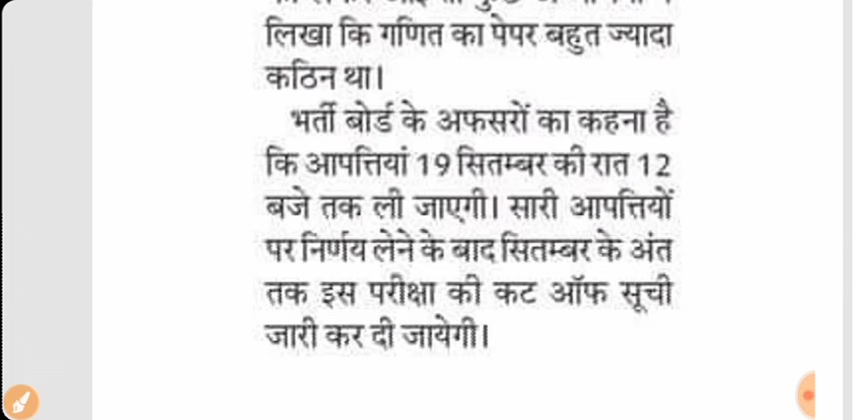 लिखा कि गणित का पेपर बहुत ज्यादा
कठिन था।
भर्ती बोर्ड के अफसरों का कहना है
कि आपत्तियां 19 सितम्बर की रात 12
बजे तक ली जाएगी। सारी आपत्तियों
पर निर्णय लेने के बाद सितम्बर के अंत
तक इस परीक्षा की कट ऑफ सूची
जारी कर दी जायेगी।